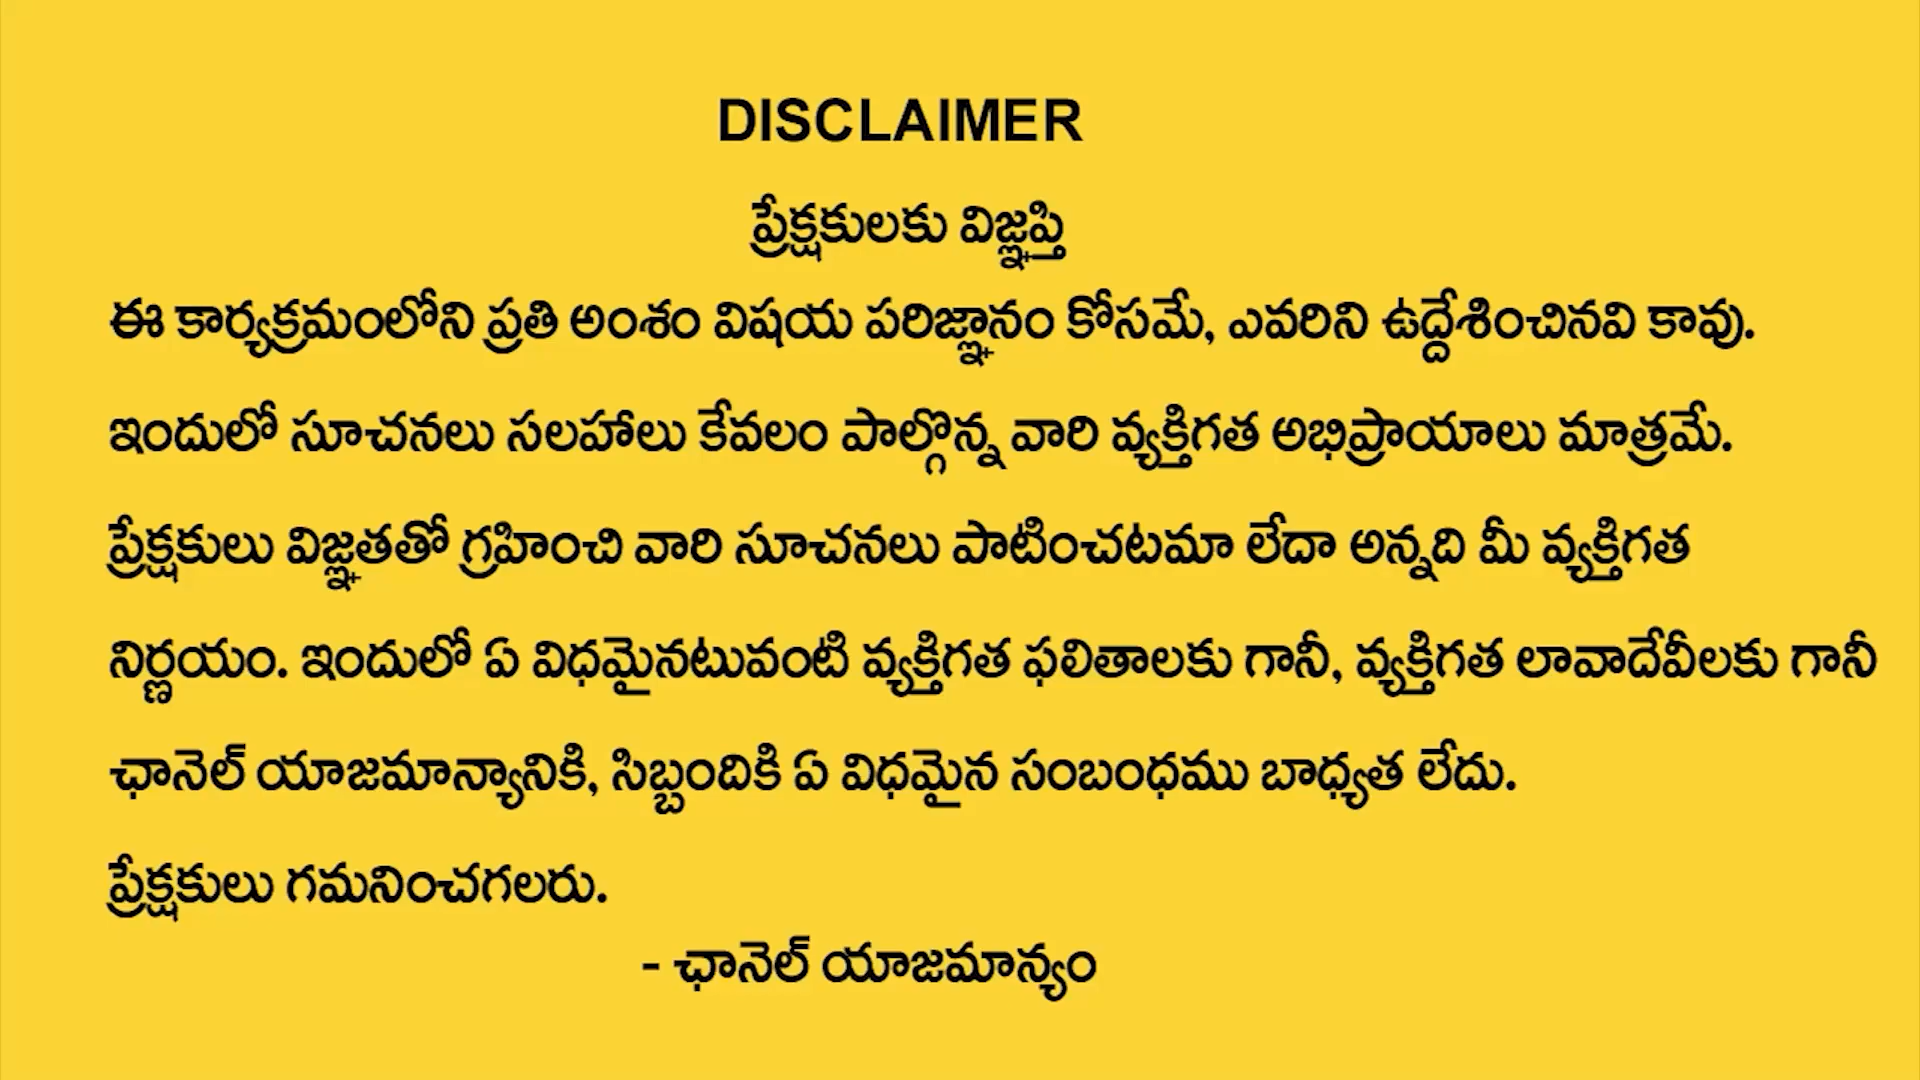 DISCLAIMER
ప్రేక్షకులకు విజ్ఞప్తి
ఈ కార్యక్రమంలోని ప్రతి అంశం విషయ పరిజ్ఞానం కోసమే, ఎవరిని ఉద్దేశించినవి కావు.
ఇందులో సూచనలు సలహాలు కేవలం పాల్గొన్న వారి వ్యక్తిగత అభిప్రాయాలు మాత్రమే.
ప్రేక్షకులు విజ్ఞతతో గ్రహించి వారి సూచనలు పాటించటమా లేదా అన్నది మీ వ్యక్తిగత
నిర్ణయం. ఇందులో ఏ విధమైనటువంటి వ్యక్తిగత ఫలితాలకు గానీ, వ్యక్తిగత లావాదేవీలకు గానీ
ఛానెల్ యాజమాన్యానికి, సిబ్బందికి ఏ విధమైన సంబంధము బాధ్యత లేదు.
ప్రేక్షకులు గమనించగలరు.
- ఛానెల్ యాజమాన్యం